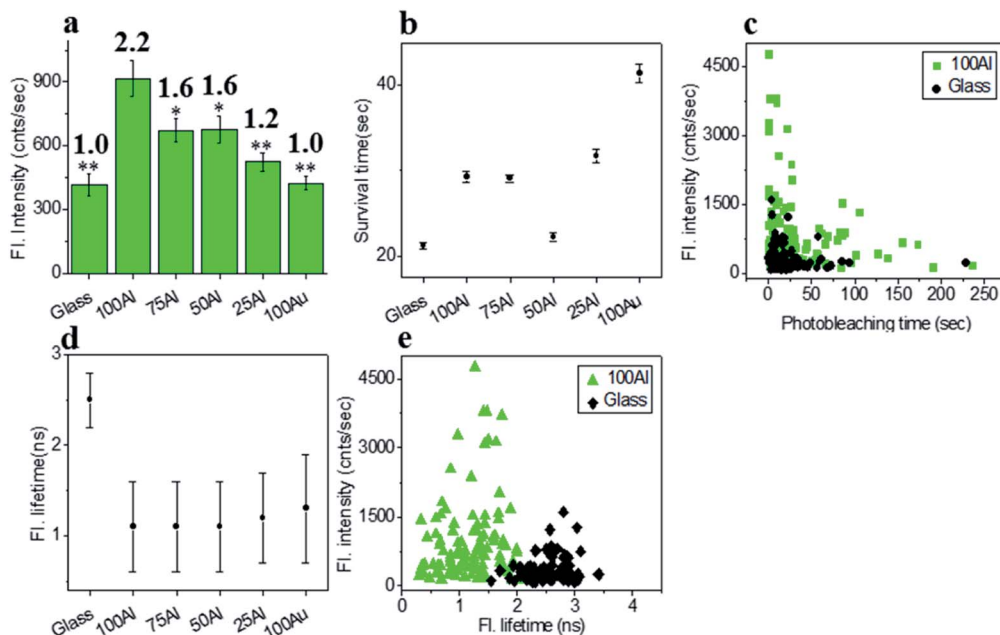 a
Fl. Intensity (cnts/sec)
900
600
300
0
1.0
**
2.2
1.6
*
1.6
*
1.2
**
1.0
**
Glass
100Al
75Al
50Al
25Al
100Au
b
Survival time(sec)
40
30
20
Glass
100Al
75Al
50Al
25Al
100Au
c
Fl. intensity (cnts/sec)
4500
3000
1500
0
100Al
Glass
0 50 100 150 200 250
Photobleaching time (sec)
d
Fl. lifetime(ns)
3
2
1
Glass
100Al
75Al
50Al
25Al
100Au
e
Fl. intensity (cnts/sec)
4500
3000
1500
0
100Al
Glass
0 1 2 3 4
Fl. lifetime (ns)